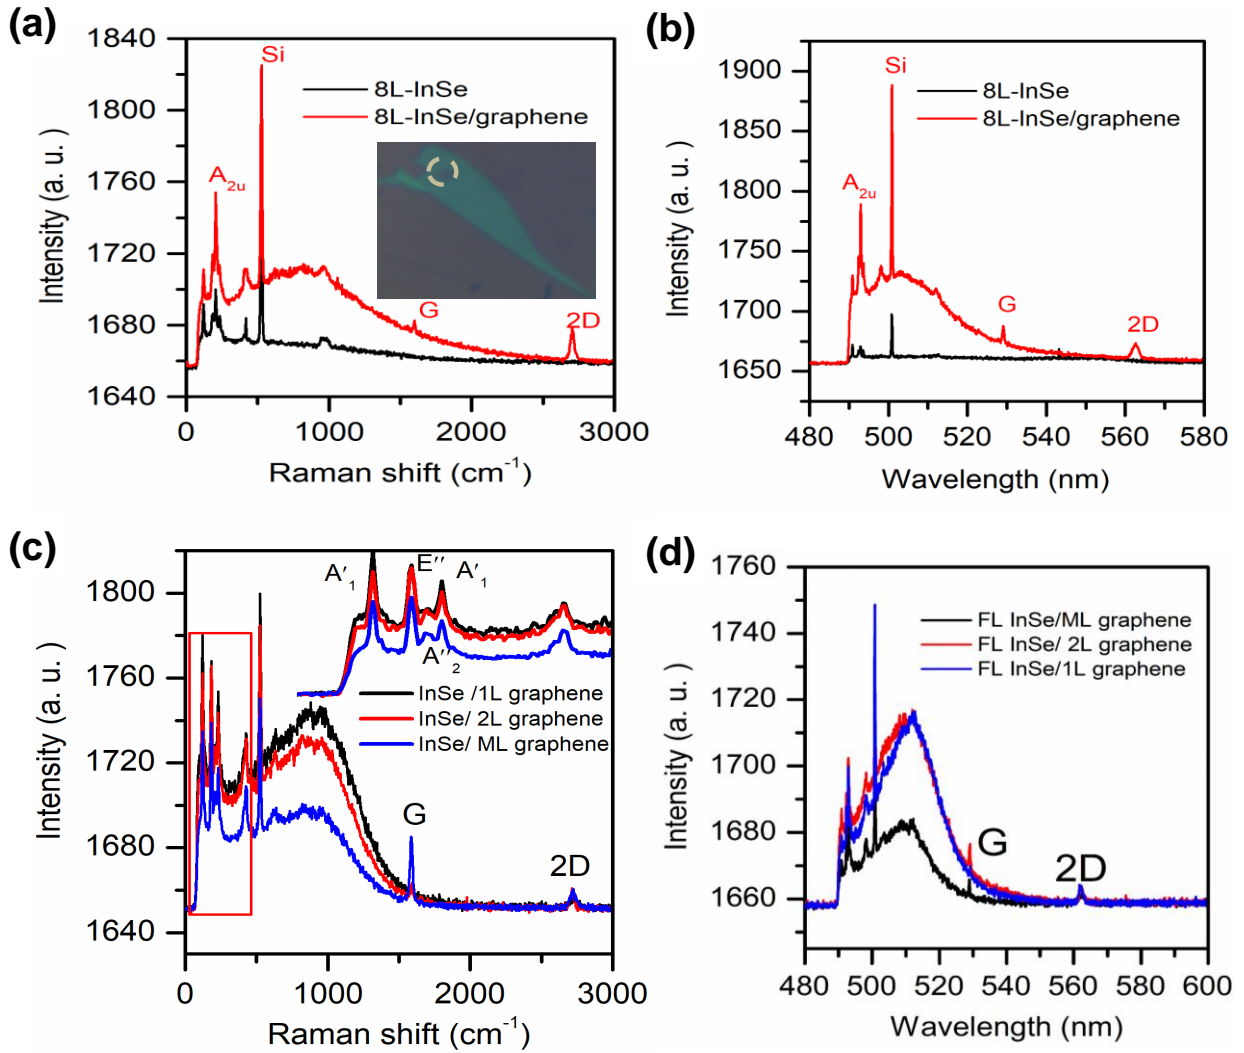 (a)
1840
1800
1760
1720
1680
1640
Intensity (a. u. )
Si
A2u
G
2D
8L-InSe
8L-InSe/graphene
0
1000
2000
3000
Raman shift (cm-1)
(b)
1900
1850
1800
1750
1700
1650
Intensity (a. u. )
Si
A2u
G
2D
8L-InSe
8L-InSe/graphene
480
500
520
540
560
580
Wavelength (nm)
(c)
1800
1760
1720
1680
1640
Intensity (a. u. )
A′1
E′′
A′1
A′′2
InSe /1L graphene
InSe/ 2L graphene
InSe/ ML graphene
G
2D
0
1000
2000
3000
Raman shift (cm-1)
(d)
1760
1740
1720
1700
1680
1660
Intensity (a. u. )
FL InSe/ML graphene
FL InSe/ 2L graphene
FL InSe/1L graphene
G
2D
480
500
520
540
560
580
600
Wavelength (nm)